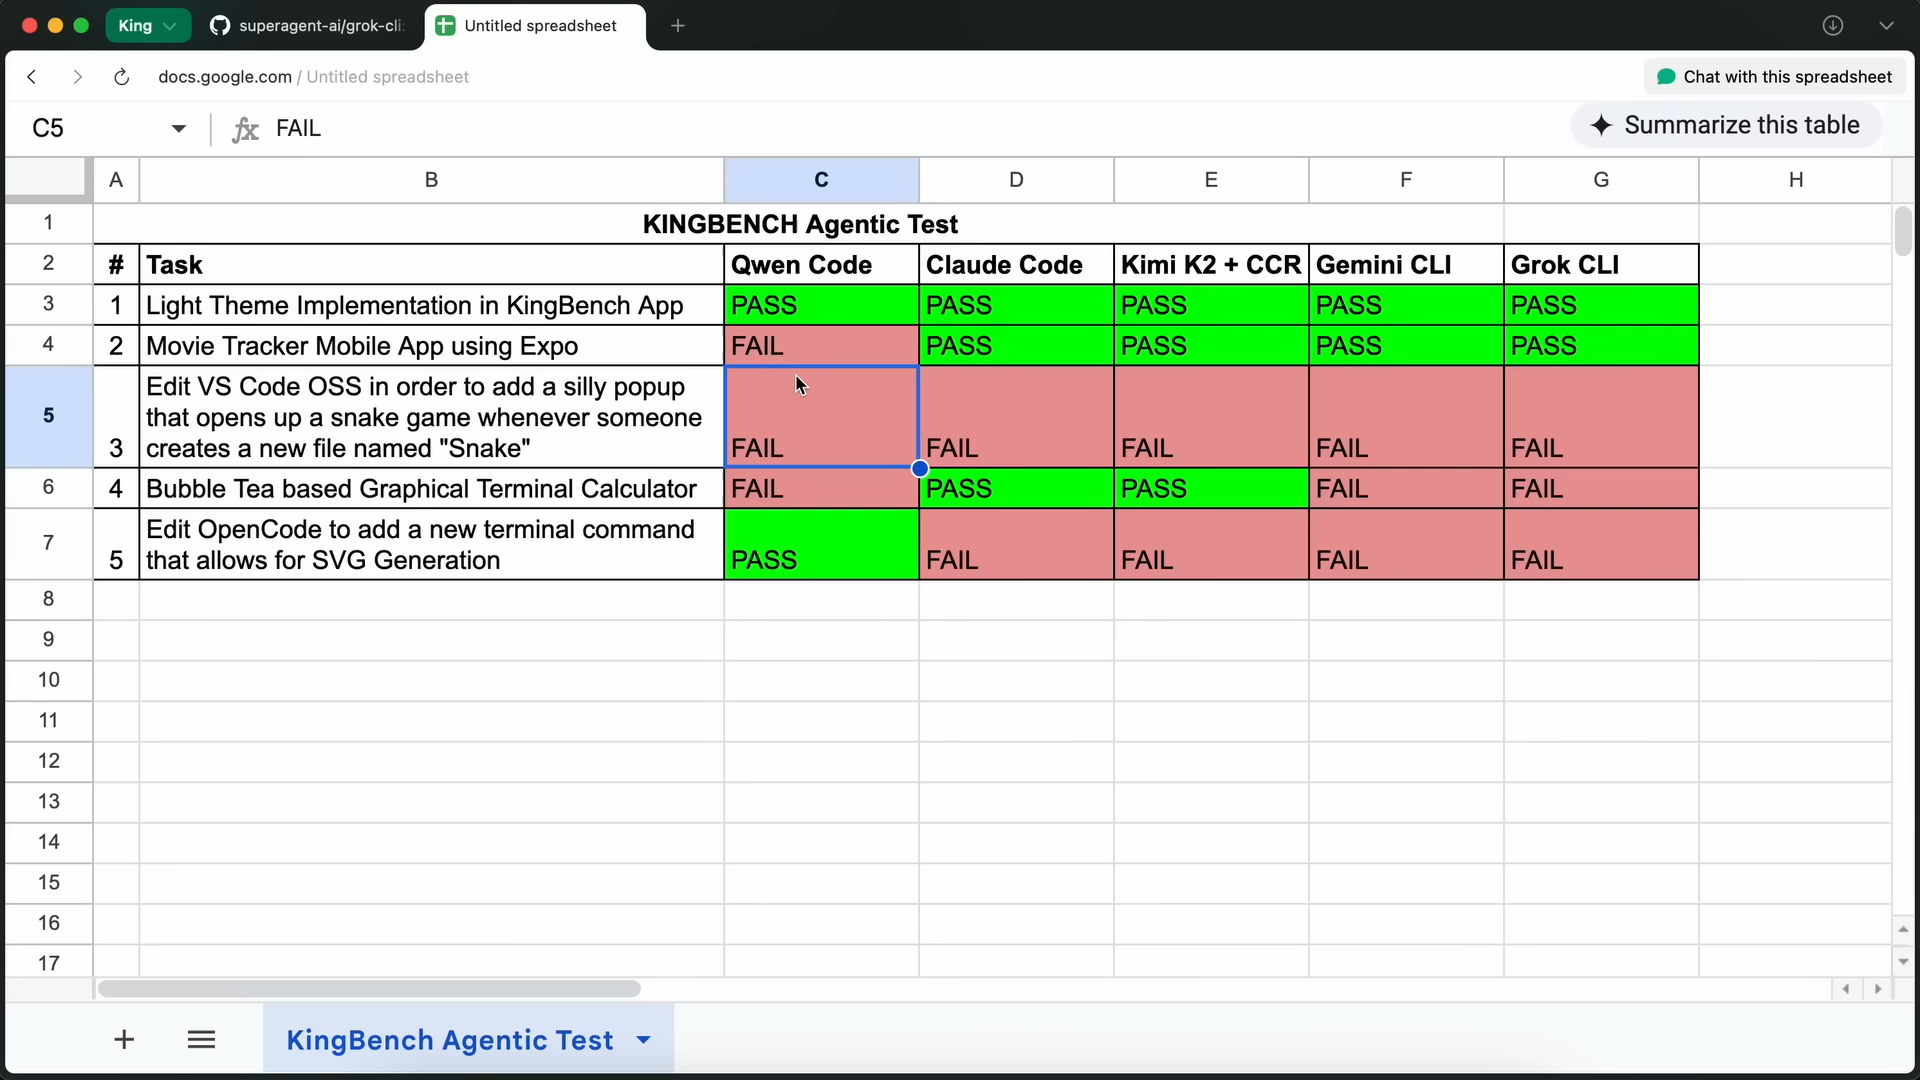 King
superagent-ai/grok-cli
Untitled spreadsheet
docs.google.com / Untitled spreadsheet
Chat with this spreadsheet
C5
fx FAIL
Summarize this table
A B C D E F G H
1 KINGBENCH Agentic Test
2 # Task Qwen Code Claude Code Kimi K2 + CCR Gemini CLI Grok CLI
3 1 Light Theme Implementation in KingBench App PASS PASS PASS PASS PASS
4 2 Movie Tracker Mobile App using Expo FAIL PASS PASS PASS PASS
Edit VS Code OSS in order to add a silly popup
5 that opens up a snake game whenever someone
3 creates a new file named "Snake" FAIL FAIL FAIL FAIL FAIL
6 4 Bubble Tea based Graphical Terminal Calculator FAIL PASS PASS FAIL FAIL
7 Edit OpenCode to add a new terminal command
5 that allows for SVG Generation PASS FAIL FAIL FAIL FAIL
8
9
10
11
12
13
14
15
16
17
KingBench Agentic Test